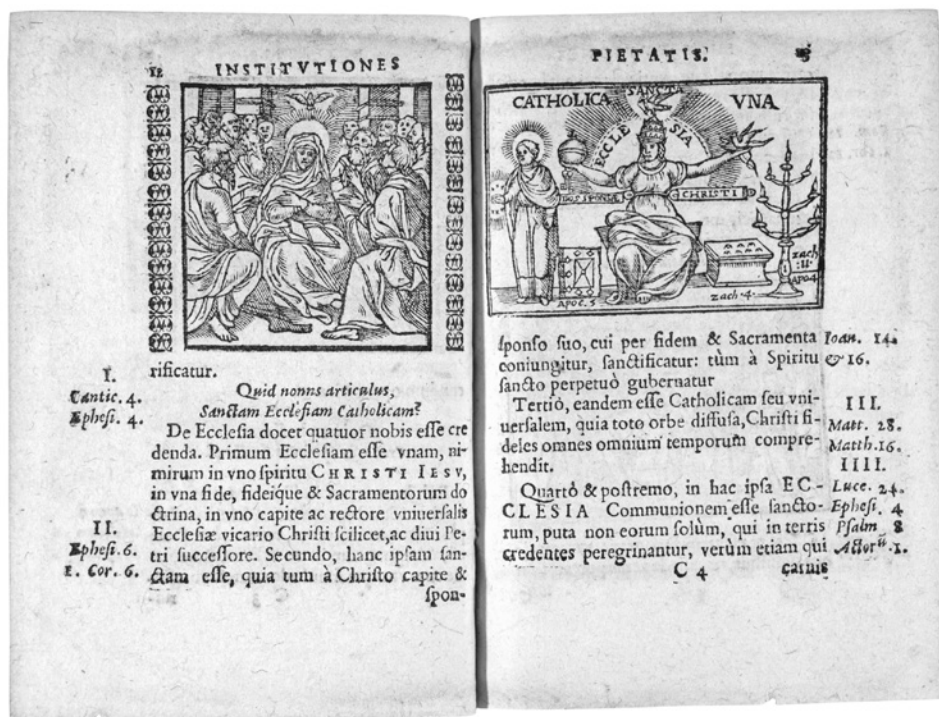 12 INSTITVTIONES
rificatur.
Quid nonns articulus,
Sanctam Ecclesiam Catholicam?
I.
Cantic. 4.
Ephesi. 4.
De Ecclesia docet quatuor nobis esse cre
denda. Primum Ecclesiam esse vnam, ni-
mirum in vno spiritu CHRISTI IESV,
in vna fide, fideique & Sacramentorum do
ctrina, in vno capite ac rectore vniuersalis
Ecclesiæ vicario Christi scilicet, ac diui Pe-
tri successore. Secundo, hanc ipsam san-
ctam esse, quia tum à Christo capite &
spon-
II.
Ephesi. 6.
I. Cor. 6.
PIETATIS.
CATHOLICA SANCTA VNA
ECCLE SIA
DOS SPONSÆ CHRISTI
APOC. 5
zach. 4.
zach
:11.
APO 4
sponso suo, cui per fidem & Sacramenta
coniungitur, sanctificatur: tùm à Spiritu
sancto perpetuò gubernatur
Ioan. 14.
& 16.
Tertiò, eandem esse Catholicam seu vni-
uersalem, quia toto orbe diffusa, Christi fi-
deles omnes omnium temporum compre-
hendit.
III.
Matt. 28.
Matth. 16.
IIII.
Quartò & postremo, in hac ipsa EC-
CLESIA Communionem esse sancto-
rum, puta non eorum solùm, qui in terris
credentes peregrinantur, verùm etiam qui
Luce. 24.
Ephesi. 4
Psalm 8
Actor. 1.
C 4 carnis